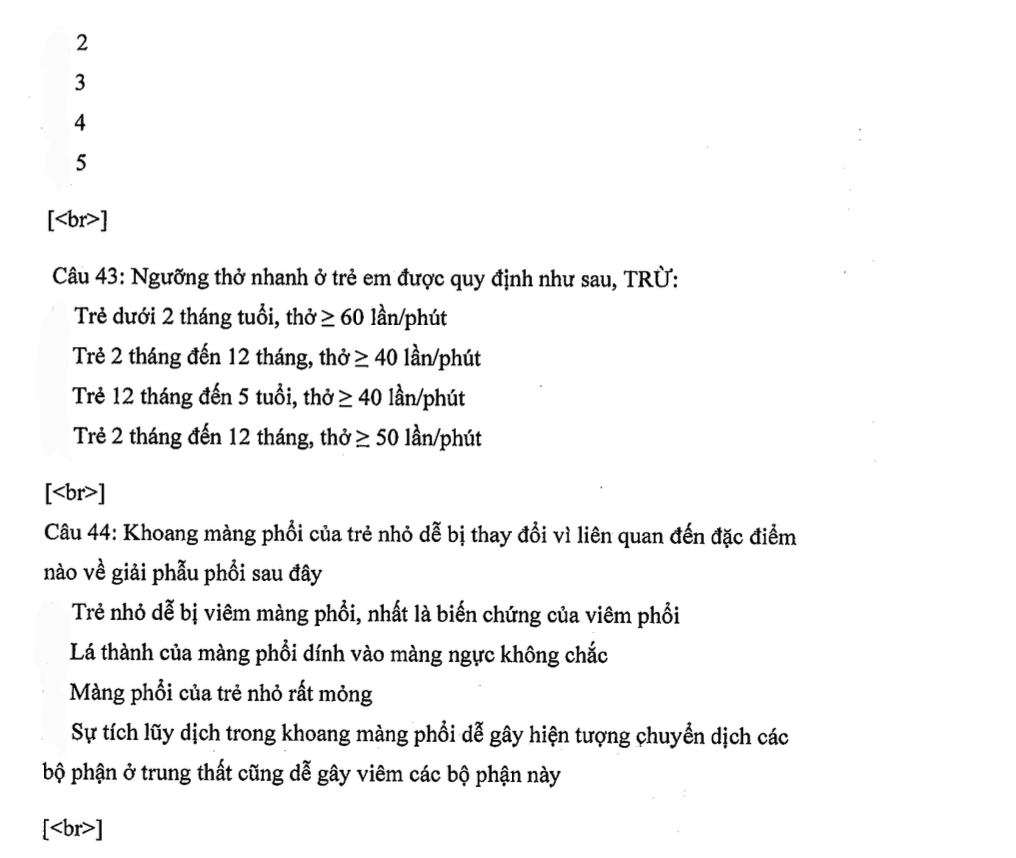 2
3
4
5
[<br>]
Câu 43: Ngưỡng thở nhanh ở trẻ em được quy định như sau, TRỪ:
Trẻ dưới 2 tháng tuổi, thở ≥ 60 lần/phút
Trẻ 2 tháng đến 12 tháng, thở ≥ 40 lần/phút
Trẻ 12 tháng đến 5 tuổi, thở ≥ 40 lần/phút
Trẻ 2 tháng đến 12 tháng, thở ≥ 50 lần/phút
[<br>]
Câu 44: Khoang màng phổi của trẻ nhỏ dễ bị thay đổi vì liên quan đến đặc điểm
nào về giải phẫu phổi sau đây
Trẻ nhỏ dễ bị viêm màng phổi, nhất là biến chứng của viêm phổi
Lá thành của màng phổi dính vào màng ngực không chắc
Màng phổi của trẻ nhỏ rất mỏng
Sự tích lũy dịch trong khoang màng phổi dễ gây hiện tượng chuyển dịch các
bộ phận ở trung thất cũng dễ gây viêm các bộ phận này
[<br>]